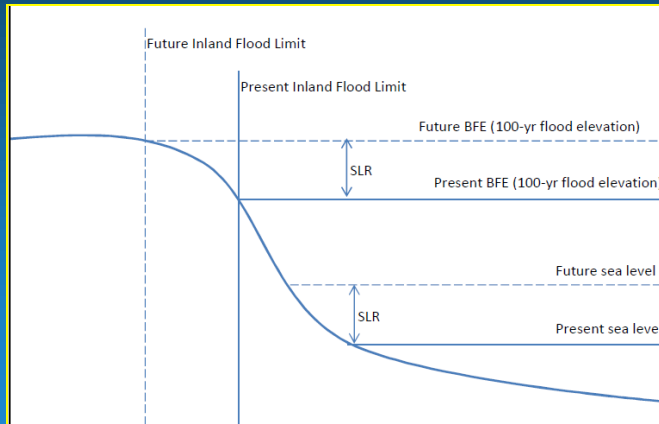 Future Inland Flood Limit
Present Inland Flood Limit
Future BFE (100-yr flood elevation)
SLR
Present BFE (100-yr flood elevation)
Future sea level
SLR
Present sea level